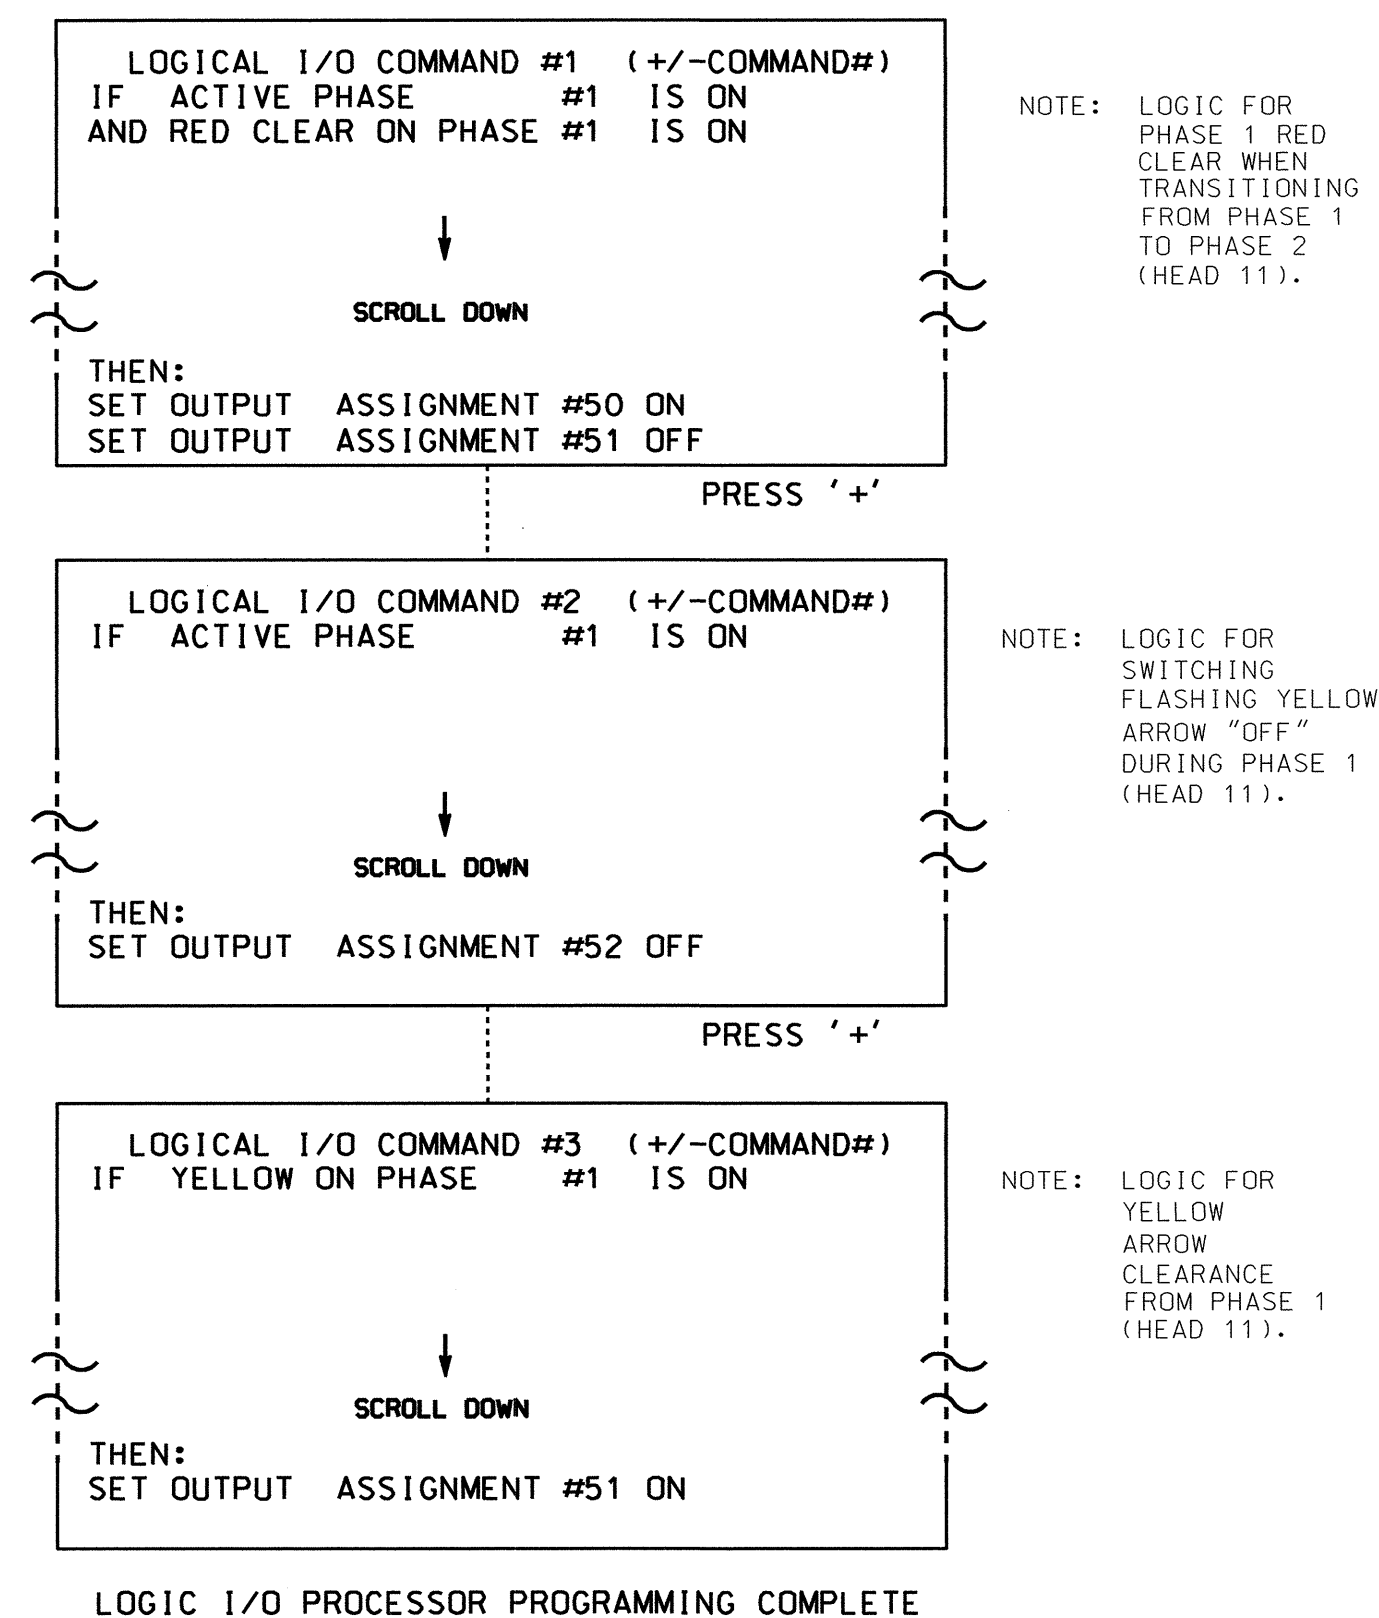 LOGICAL I/O COMMAND #1 (+/-COMMAND#)
IF ACTIVE PHASE #1 IS ON
AND RED CLEAR ON PHASE #1 IS ON
SCROLL DOWN
THEN:
SET OUTPUT ASSIGNMENT #50 ON
SET OUTPUT ASSIGNMENT #51 OFF
NOTE: LOGIC FOR
PHASE 1 RED
CLEAR WHEN
TRANSITIONING
FROM PHASE 1
TO PHASE 2
(HEAD 11).
PRESS '+'
LOGICAL I/O COMMAND #2 (+/-COMMAND#)
IF ACTIVE PHASE #1 IS ON
SCROLL DOWN
THEN:
SET OUTPUT ASSIGNMENT #52 OFF
NOTE: LOGIC FOR
SWITCHING
FLASHING YELLOW
ARROW "OFF"
DURING PHASE 1
(HEAD 11).
PRESS '+'
LOGICAL I/O COMMAND #3 (+/-COMMAND#)
IF YELLOW ON PHASE #1 IS ON
SCROLL DOWN
THEN:
SET OUTPUT ASSIGNMENT #51 ON
NOTE: LOGIC FOR
YELLOW
ARROW
CLEARANCE
FROM PHASE 1
(HEAD 11).
LOGIC I/O PROCESSOR PROGRAMMING COMPLETE